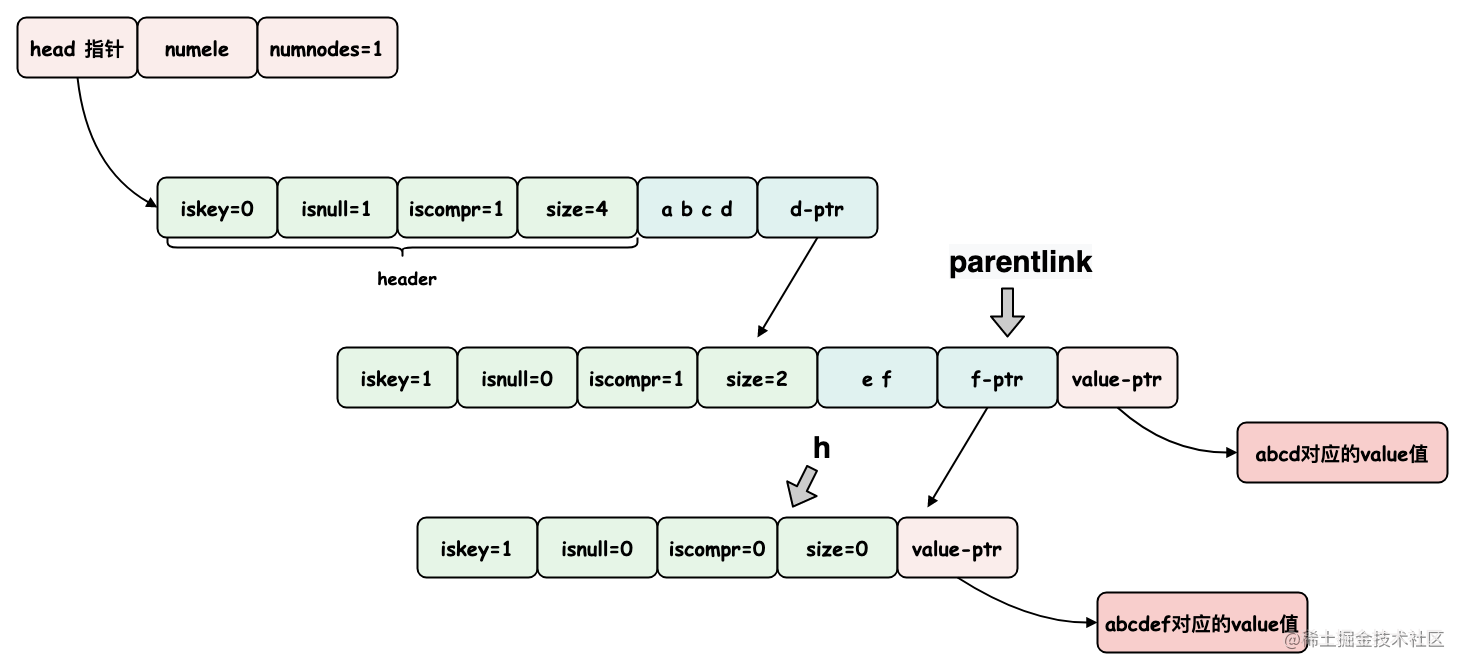 head 指针 numele numnodes=1
iskey=0 isnull=1 iscompr=1 size=4 a b c d d-ptr
header
parentlink
iskey=1 isnull=0 iscompr=1 size=2 e f f-ptr value-ptr
abcd对应的value值
h
iskey=1 isnull=0 iscompr=0 size=0 value-ptr
abcdef对应的value值
@稀土掘金技术社区